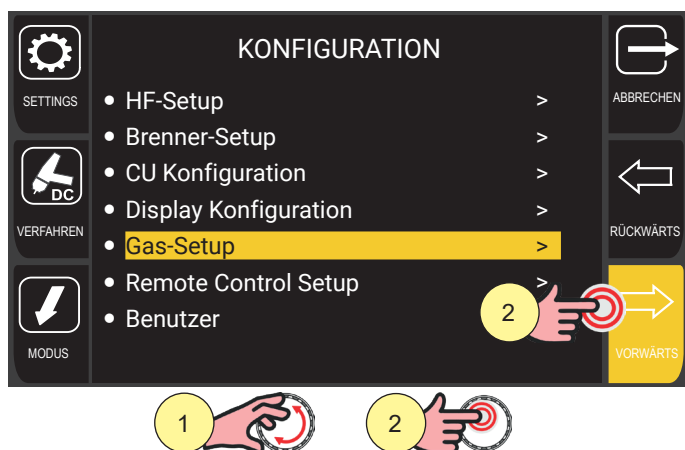 KONFIGURATION
SETTINGS
DC
VERFAHREN
MODUS
HF-Setup >
Brenner-Setup >
CU Konfiguration >
Display Konfiguration >
Gas-Setup >
Remote Control Setup >
Benutzer
2
ABBRECHEN
RÜCKWÄRTS
VORWÄRTS
1
2